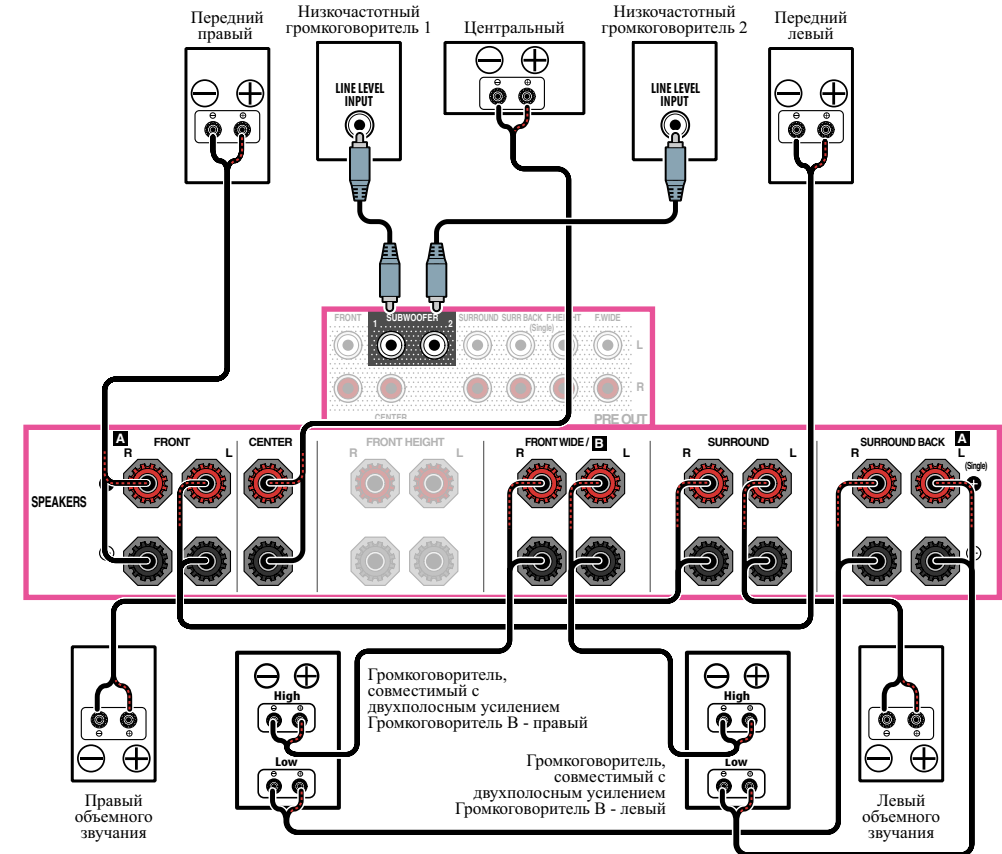 Передний
правый
Низкочастотный
громкоговоритель 1
Центральный
Низкочастотный
громкоговоритель 2
Передний
левый
LINE LEVEL
INPUT
LINE LEVEL
INPUT
FRONT
SUBWOOFER
1
2
SURROUND
SURR BACK
(Single)
F.HEIGHT
F.WIDE
L
R
CENTER
PRE OUT
SPEAKERS
A
FRONT
R
L
CENTER
FRONT HEIGHT
R
L
FRONT WIDE / B
R
L
SURROUND
R
L
SURROUND BACK
A
R
L
(Single)
Громкоговоритель,
совместимый с
двухполосным усилением
Громкоговоритель B - правый
High
Low
High
Low
Громкоговоритель,
совместимый с
двухполосным усилением
Громкоговоритель B - левый
Правый
объемного
звучания
Левый
объемного
звучания